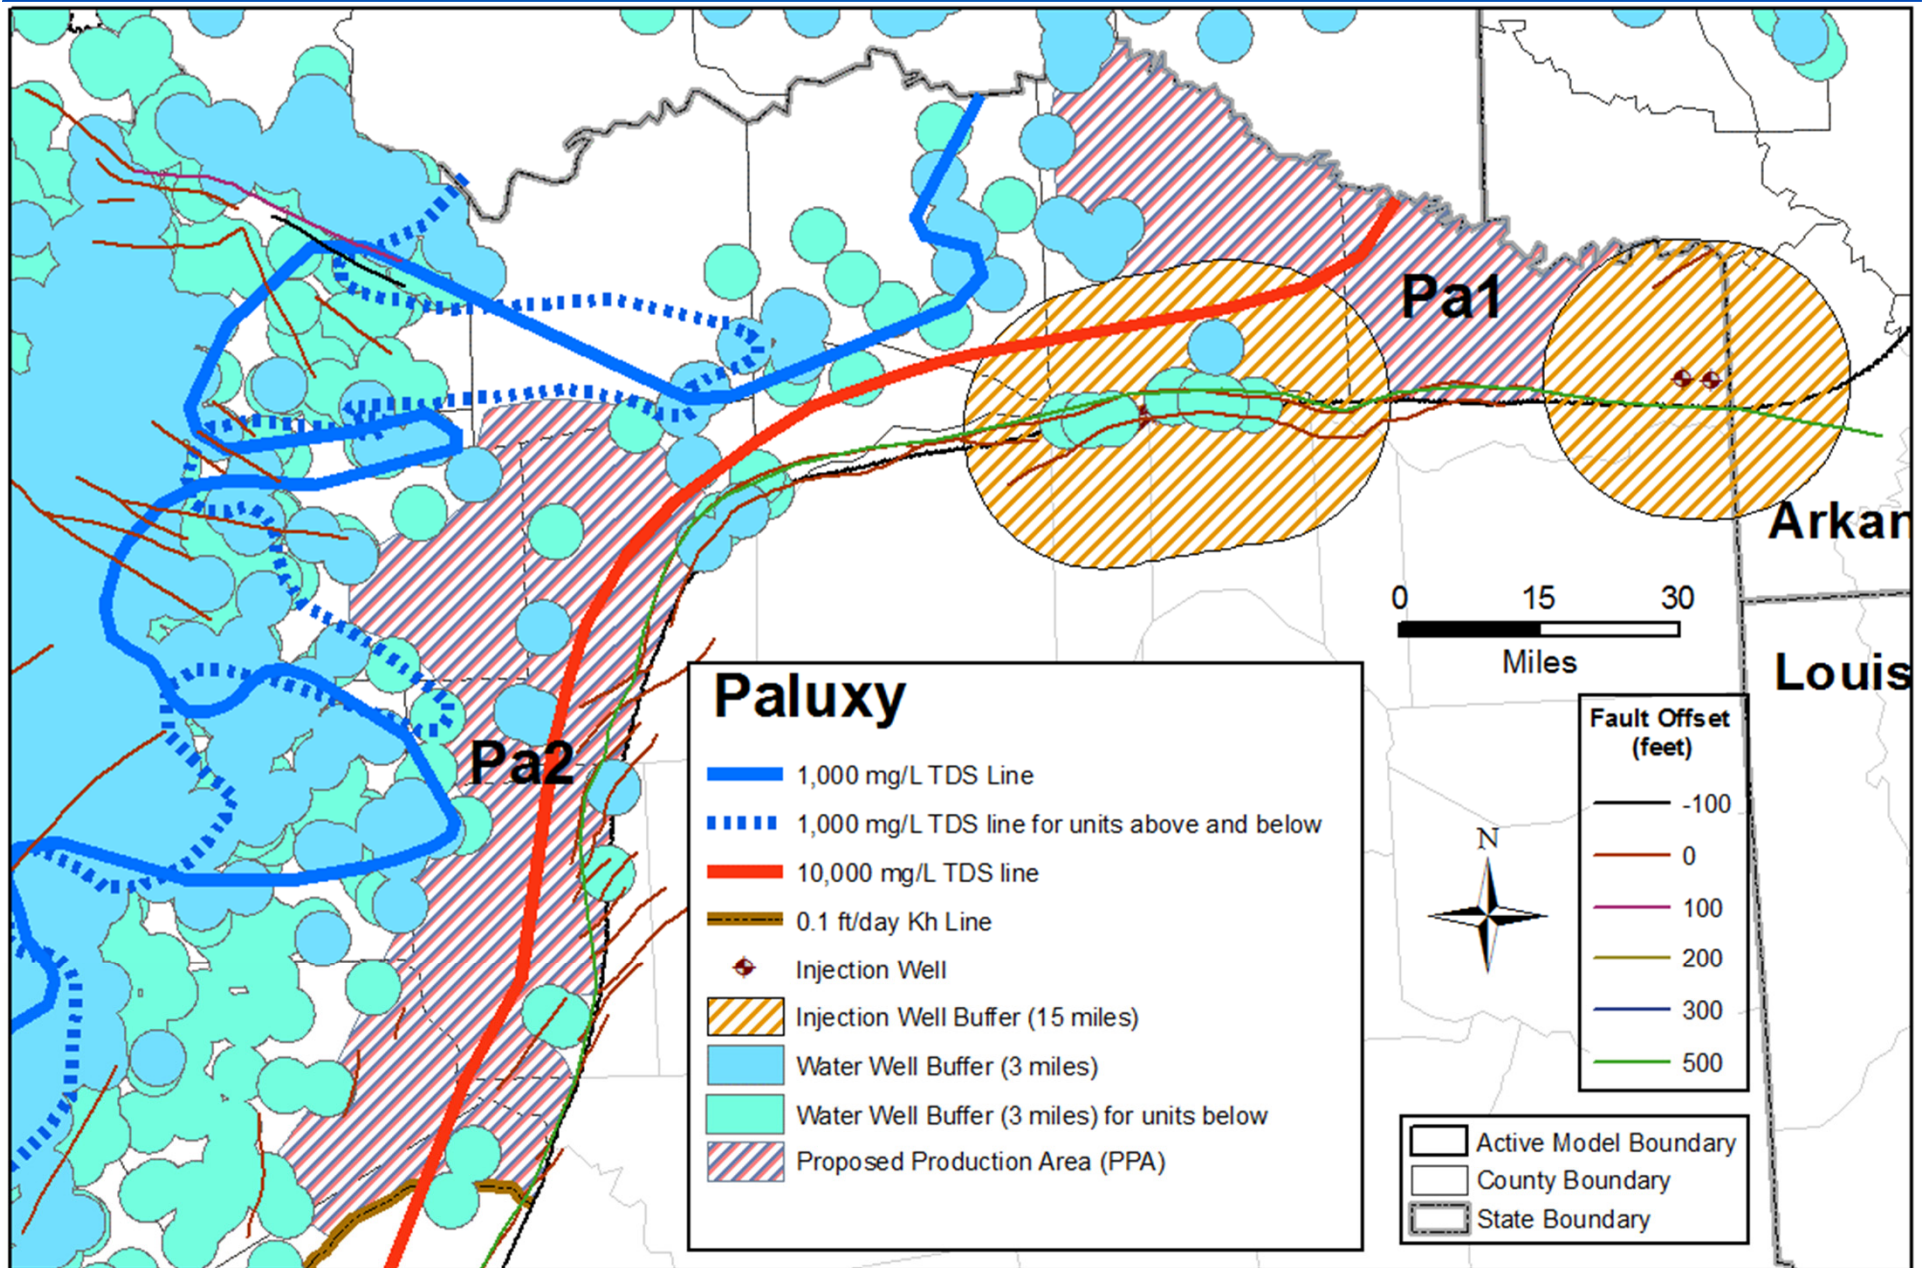 Pa1
Pa2
Arkan
Louis
0 15 30
Miles
N
Paluxy
1,000 mg/L TDS Line
1,000 mg/L TDS line for units above and below
10,000 mg/L TDS line
0.1 ft/day Kh Line
Injection Well
Injection Well Buffer (15 miles)
Water Well Buffer (3 miles)
Water Well Buffer (3 miles) for units below
Proposed Production Area (PPA)
Fault Offset
(feet)
-100
0
100
200
300
500
Active Model Boundary
County Boundary
State Boundary